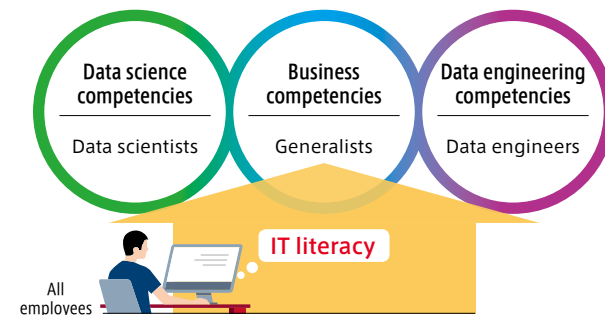 Data science
competencies
Data scientists
Business
competencies
Generalists
Data engineering
competencies
Data engineers
IT literacy
All
employees